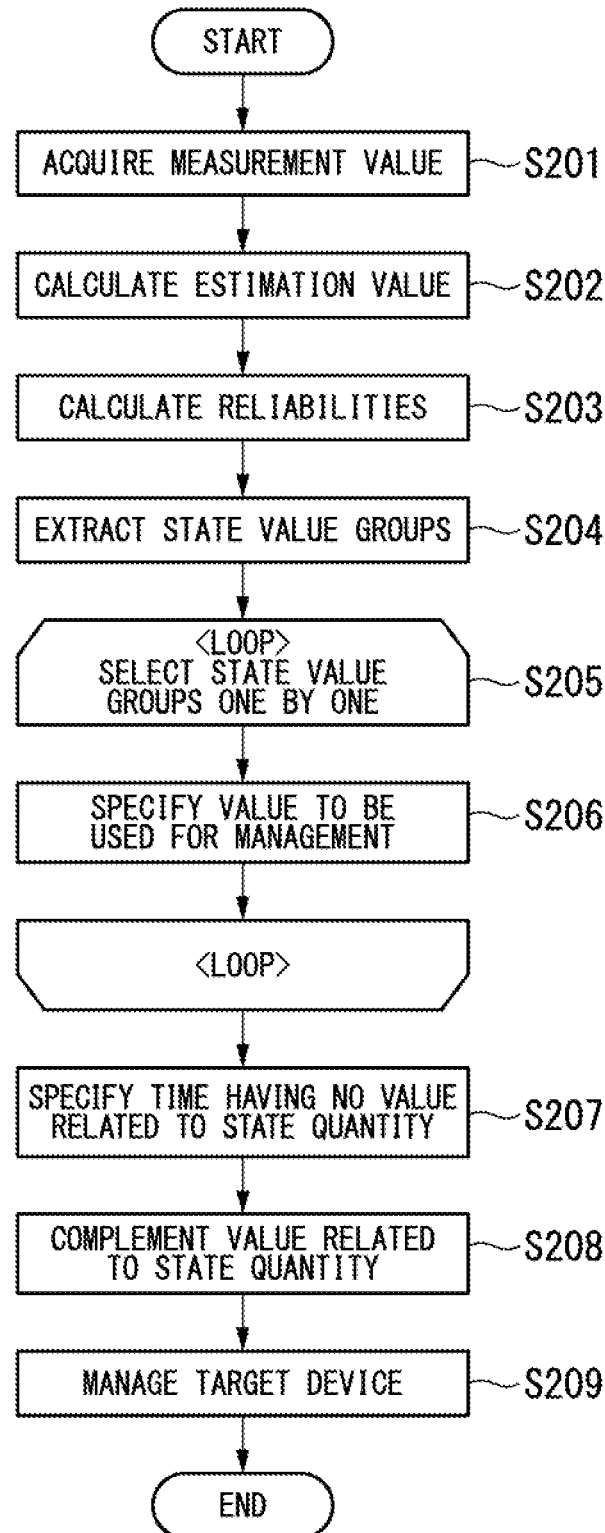 START
ACQUIRE MEASUREMENT VALUE
S201
CALCULATE ESTIMATION VALUE
S202
CALCULATE RELIABILITIES
S203
EXTRACT STATE VALUE GROUPS
S204
<LOOP>
SELECT STATE VALUE
GROUPS ONE BY ONE
S205
SPECIFY VALUE TO BE
USED FOR MANAGEMENT
S206
<LOOP>
SPECIFY TIME HAVING NO VALUE
RELATED TO STATE QUANTITY
S207
COMPLEMENT VALUE RELATED
TO STATE QUANTITY
S208
MANAGE TARGET DEVICE
S209
END